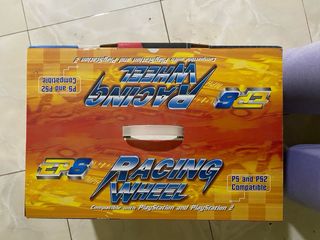 Compatible with PlayStation and PlayStation 2
RACING
WHEEL
EP8
PS and PS2
Compatible
EP8
RACING
WHEEL
PS and PS2
Compatible
Compatible with PlayStation and PlayStation 2